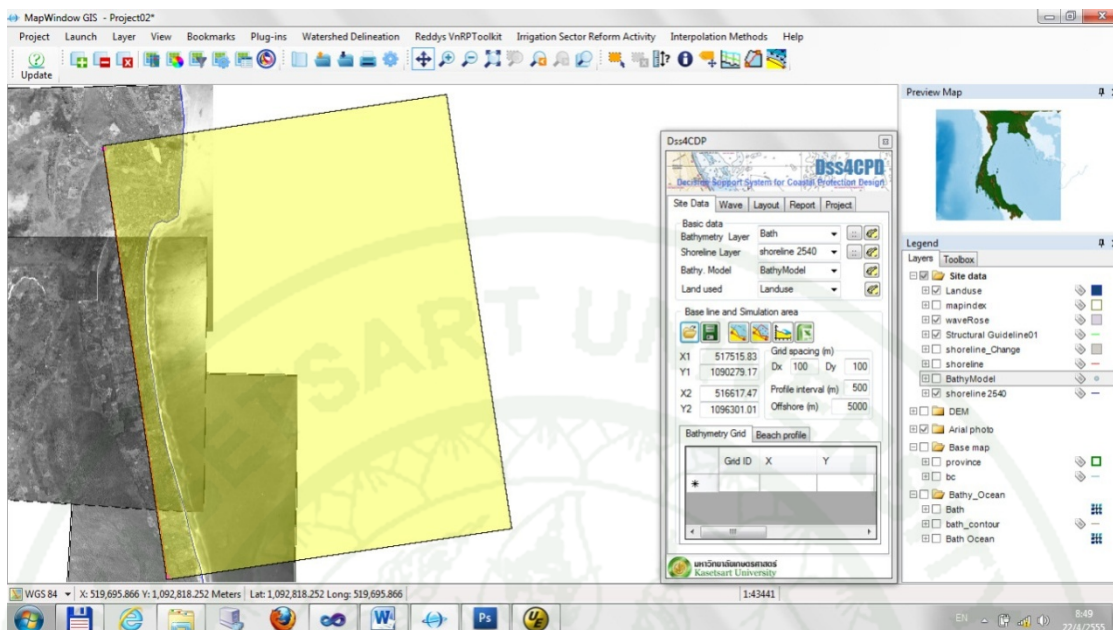 MapWindow GIS - Project02*
Project Launch Layer View Bookmarks Plug-ins Watershed Delineation Reddys VnRPToolkit Irrigation Sector Reform Activity Interpolation Methods Help
Update
Preview Map
Dss4CDP
Dss4CPD
Decision Support System for Coastal Protection Design
Site Data Wave Layout Report Project
Basic data
Bathymetry Layer Bath
Shoreline Layer shoreline 2540
Bathy. Model BathyModel
Land used Landuse
Base line and Simulation area
X1 517515.83 Grid spacing (m)
Y1 1090279.17 Dx 100 Dy 100
X2 516617.47 Profile interval (m) 500
Y2 1096301.01 Offshore (m) 5000
Bathymetry Grid Beach profile
Grid ID X Y
มหาวิทยาลัยเกษตรศาสตร์
Kasetsart University
Legend
Layers Toolbox
Site data
Landuse
mapindex
waveRose
Structural Guideline01
shoreline_Change
shoreline
BathyModel
shoreline2540
DEM
Arial photo
Base map
province
bc
Bathy_Ocean
Bath
bath_contour
Bath Ocean
WGS 84 X: 519,695.866 Y: 1,092,818.252 Meters Lat: 1,092,818.252 Long: 519,695.866 1:43441
EN 8:49
22/4/2555